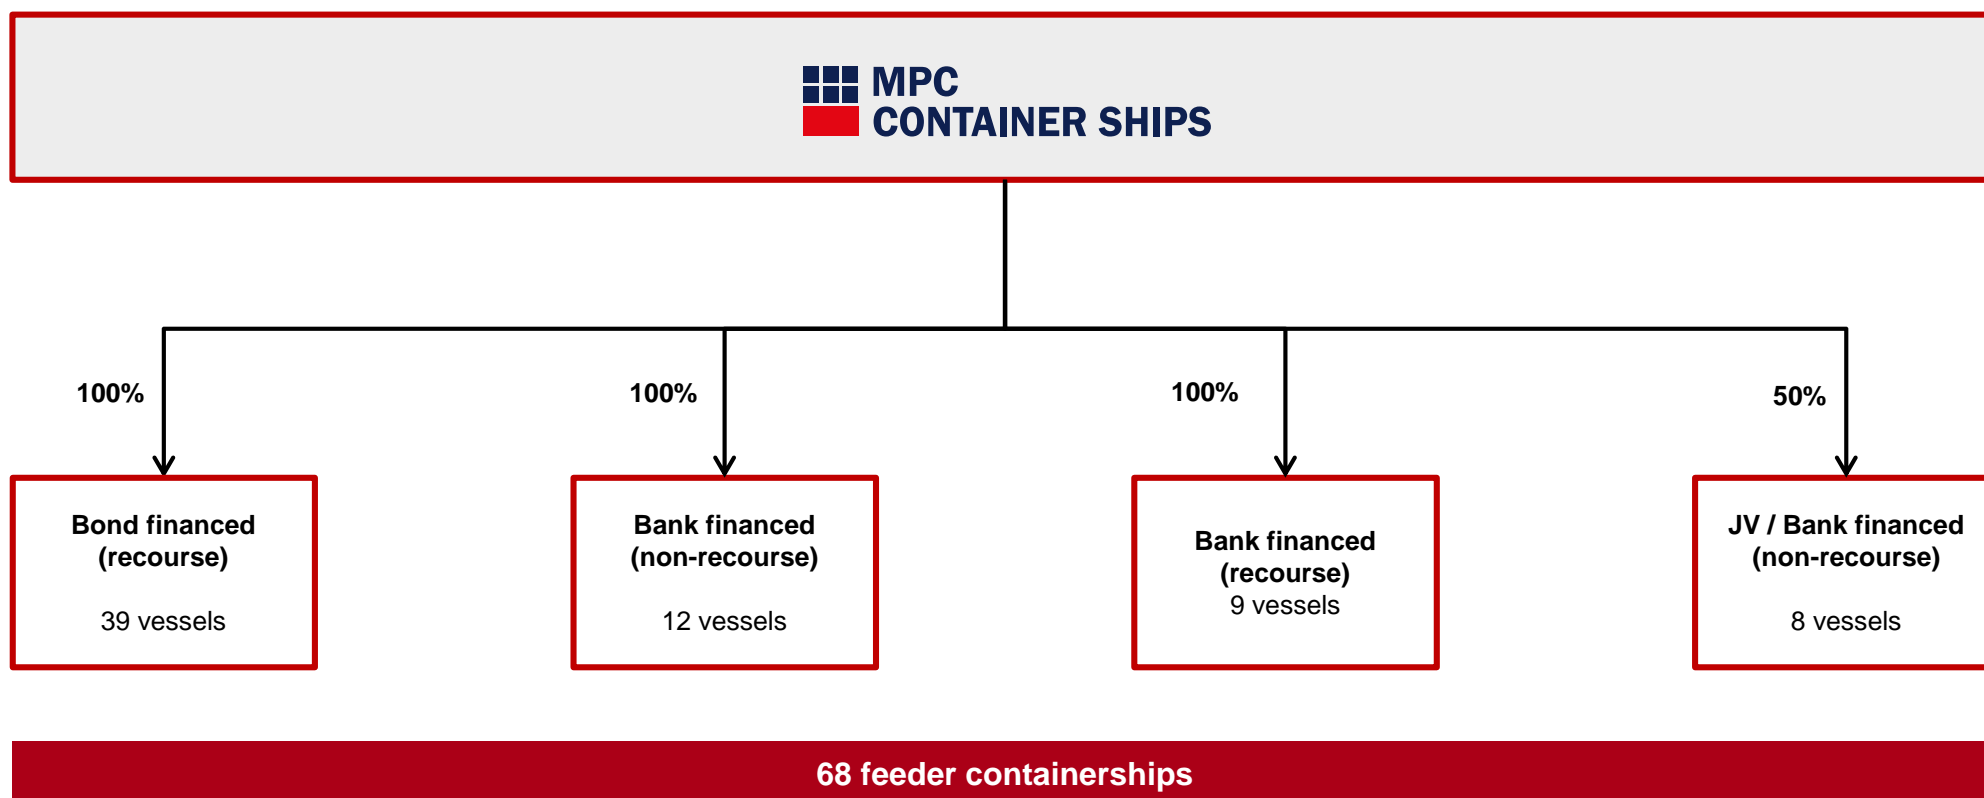 MPC
CONTAINER SHIPS
100%
100%
100%
50%
Bond financed
(recourse)
39 vessels
Bank financed
(non-recourse)
12 vessels
Bank financed
(recourse)
9 vessels
JV / Bank financed
(non-recourse)
8 vessels
68 feeder containerships